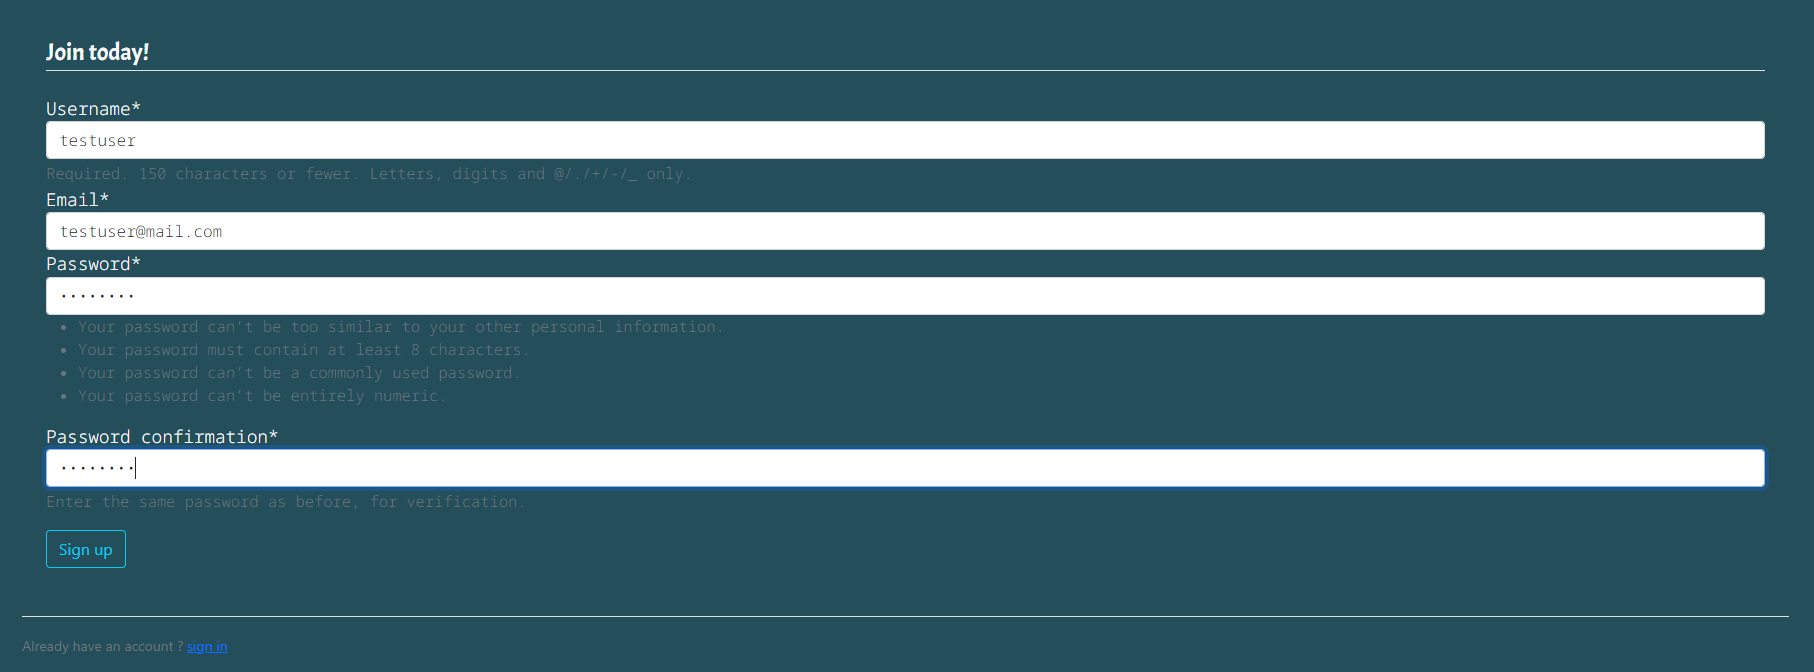 Join today!
Username*
testuser
Required. 150 characters or fewer. Letters, digits and @/./+/-/_ only.
Email*
testuser@mail.com
Password*
········
• Your password can't be too similar to your other personal information.
• Your password must contain at least 8 characters.
• Your password can't be a commonly used password.
• Your password can't be entirely numeric.
Password confirmation*
········
Enter the same password as before, for verification.
Sign up
Already have an account ? sign in